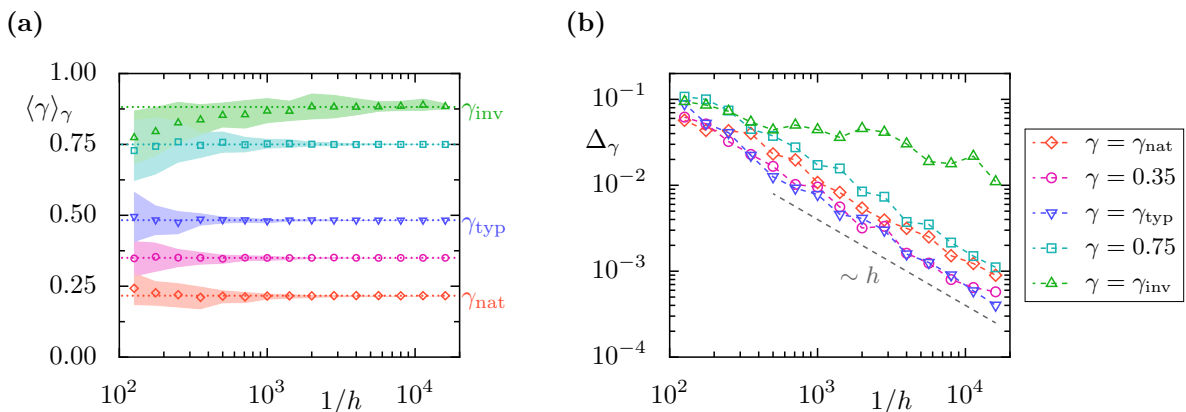 (a)
1.00
⟨γ⟩γ
0.75
0.50
0.25
0.00
γinv
γtyp
γnat
10²
10³
1/h
10⁴
(b)
10⁻¹
Δγ
10⁻²
10⁻³
10⁻⁴
∼ h
10²
10³
1/h
10⁴
γ = γnat
γ = 0.35
γ = γtyp
γ = 0.75
γ = γinv